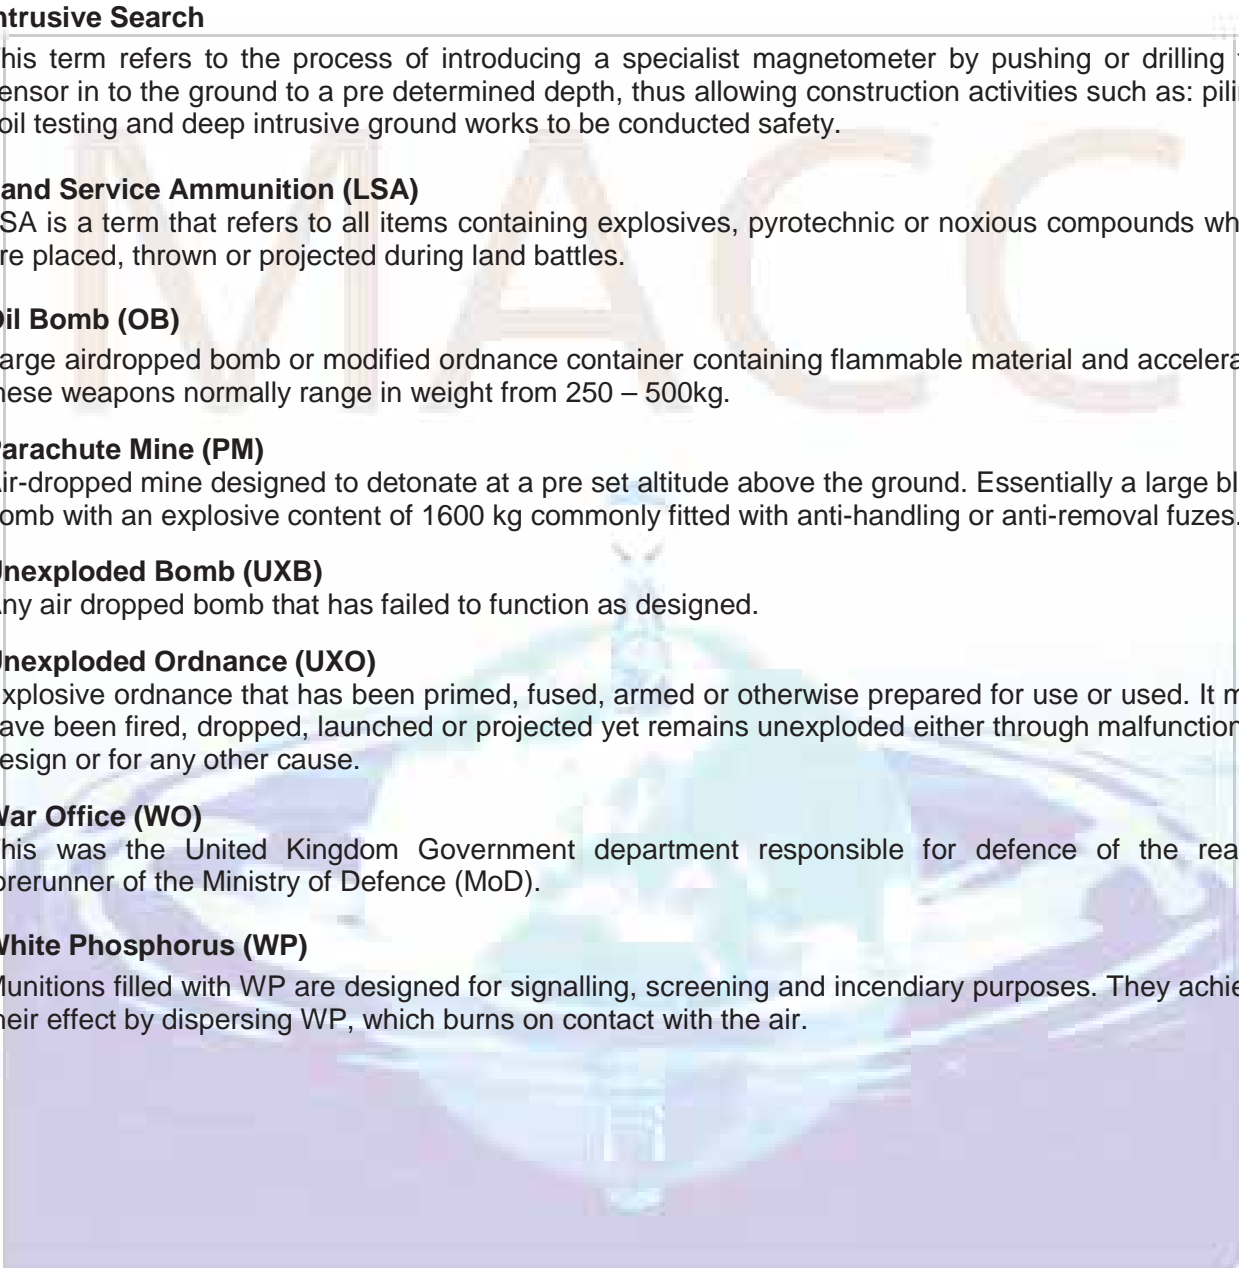 ntrusive Search
his term refers to the process of introducing a specialist magnetometer by pushing or drilling
ensor in to the ground to a pre determined depth, thus allowing construction activities such as: pilin
oil testing and deep intrusive ground works to be conducted safety.
and Service Ammunition (LSA)
SA is a term that refers to all items containing explosives, pyrotechnic or noxious compounds wh
re placed, thrown or projected during land battles.
Oil Bomb (OB)
arge airdropped bomb or modified ordnance container containing flammable material and accelera
hese weapons normally range in weight from 250 – 500kg.
Parachute Mine (PM)
ir-dropped mine designed to detonate at a pre set altitude above the ground. Essentially a large bl
omb with an explosive content of 1600 kg commonly fitted with anti-handling or anti-removal fuzes.
Unexploded Bomb (UXB)
ny air dropped bomb that has failed to function as designed.
Unexploded Ordnance (UXO)
xplosive ordnance that has been primed, fused, armed or otherwise prepared for use or used. It m
ave been fired, dropped, launched or projected yet remains unexploded either through malfunction
esign or for any other cause.
War Office (WO)
his was the United Kingdom Government department responsible for defence of the rea
orerunner of the Ministry of Defence (MoD).
White Phosphorus (WP)
Munitions filled with WP are designed for signalling, screening and incendiary purposes. They achie
heir effect by dispersing WP, which burns on contact with the air.
MACC